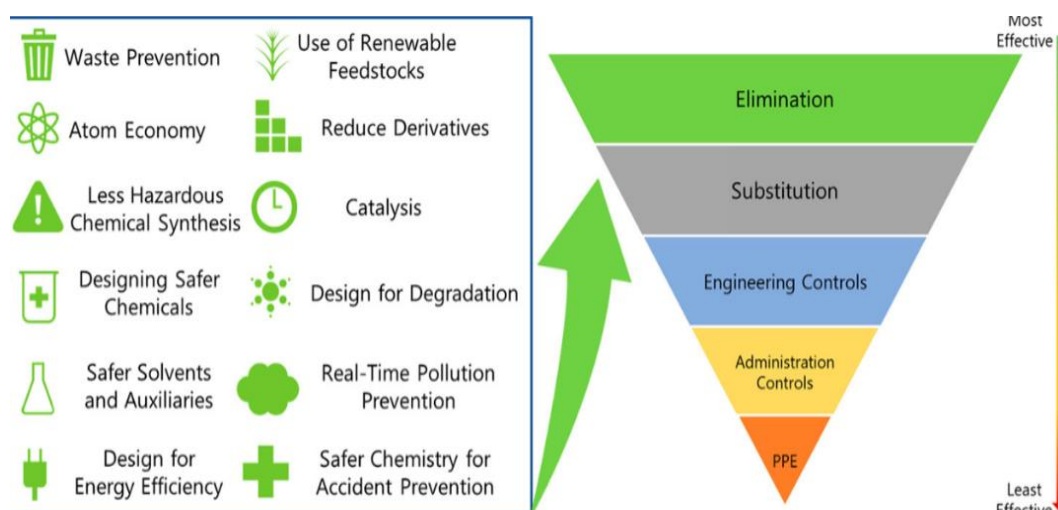 Waste Prevention
Use of Renewable
Feedstocks
Atom Economy
Reduce Derivatives
Less Hazardous
Chemical Synthesis
Catalysis
Designing Safer
Chemicals
Design for Degradation
Safer Solvents
and Auxiliaries
Real-Time Pollution
Prevention
Design for
Energy Efficiency
Safer Chemistry for
Accident Prevention
Most
Effective
Elimination
Substitution
Engineering Controls
Administration
Controls
PPE
Least
Effective